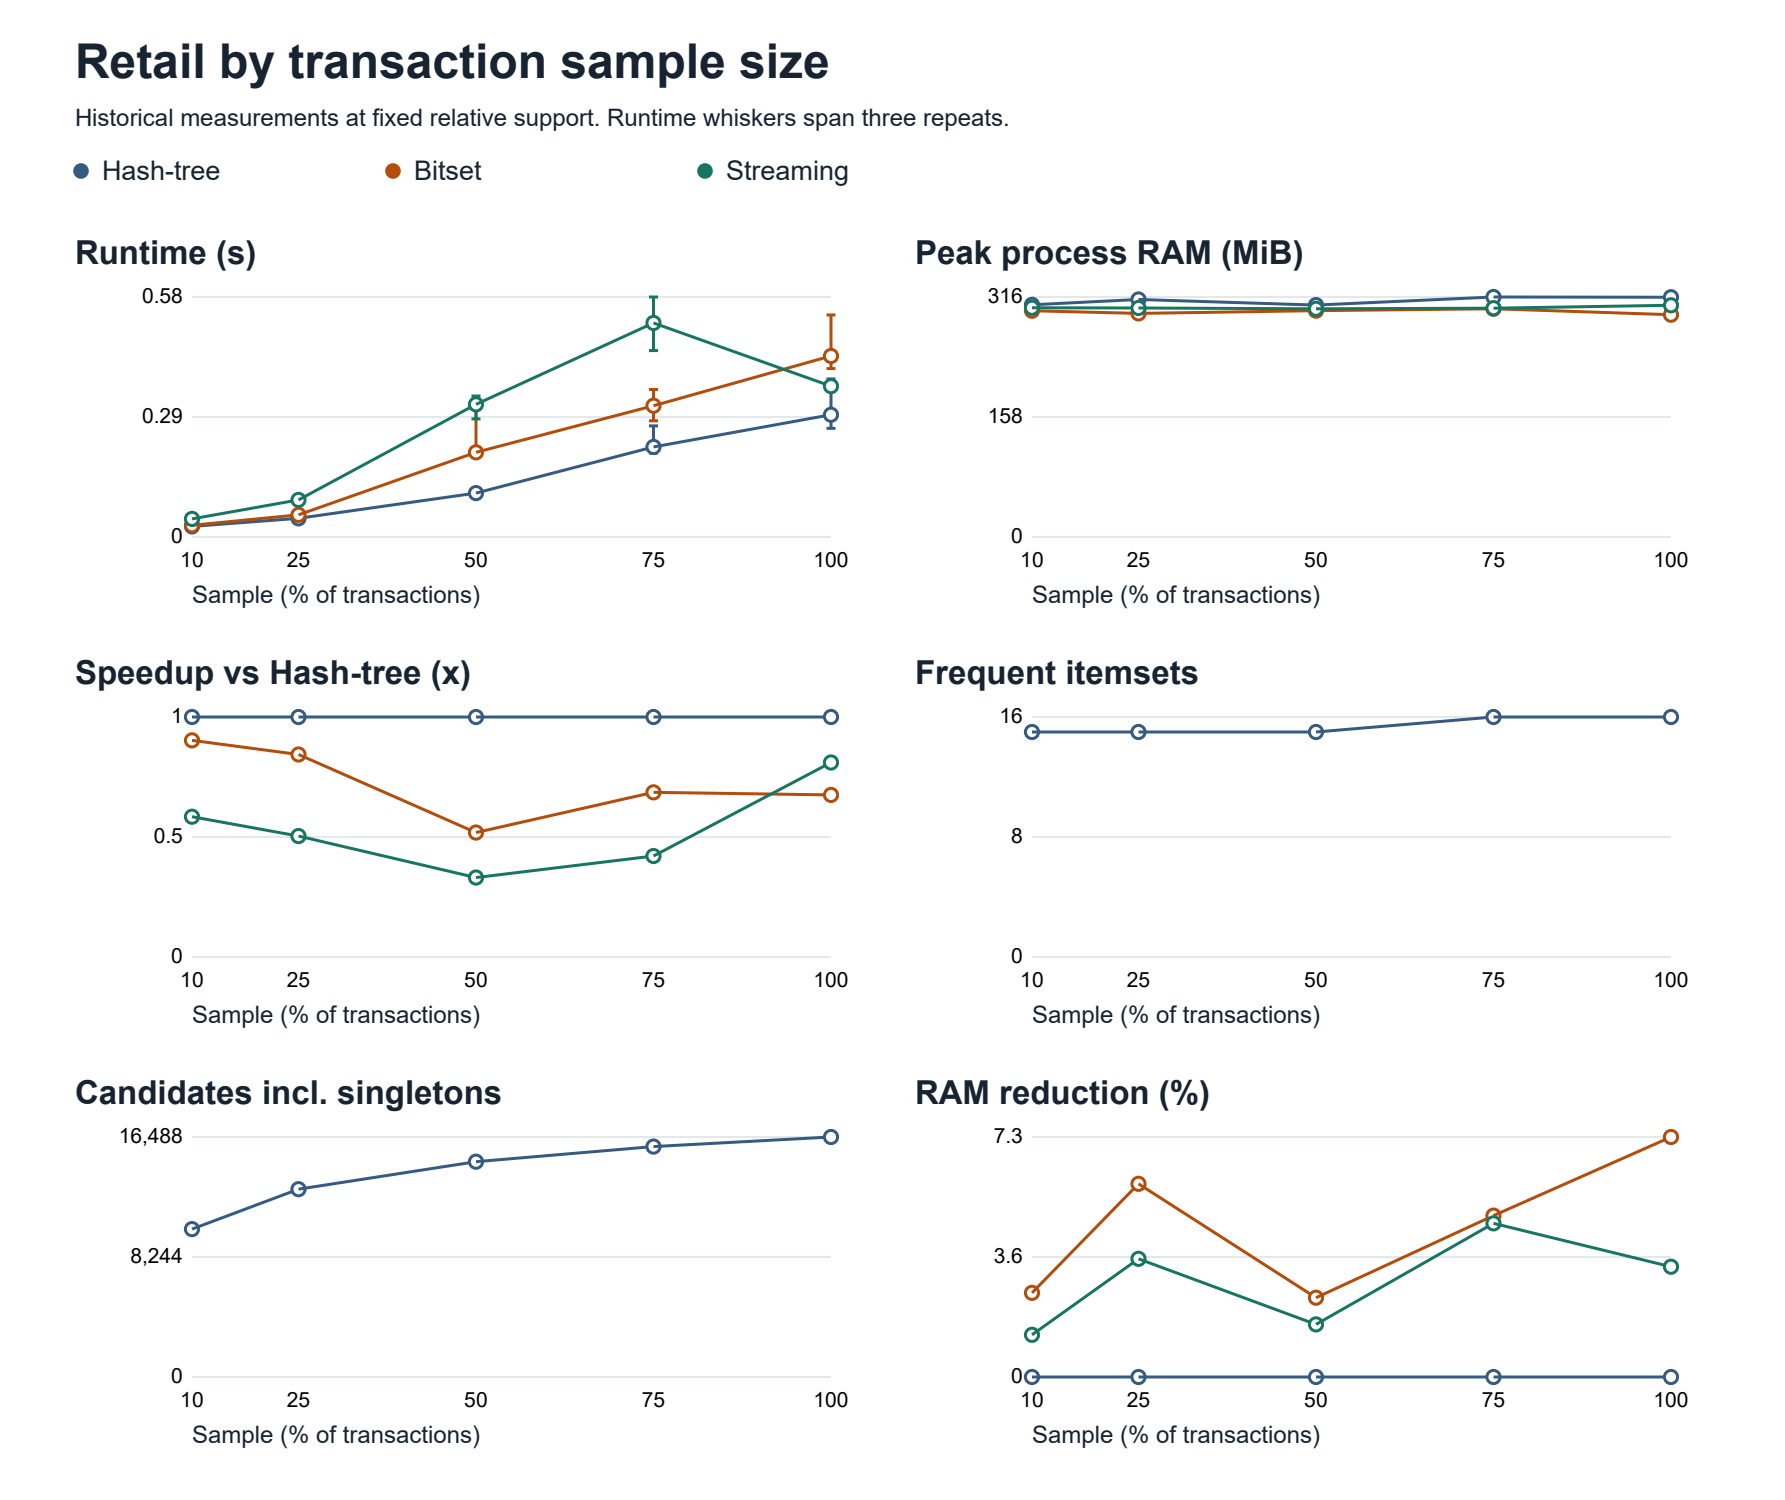 Retail by transaction sample size
Historical measurements at fixed relative support. Runtime whiskers span three repeats.
Hash-tree
Bitset
Streaming
Runtime (s)
0.58
0.29
0
10 25 50 75 100
Sample (% of transactions)
Peak process RAM (MiB)
316
158
0
10 25 50 75 100
Sample (% of transactions)
Speedup vs Hash-tree (x)
1
0.5
0
10 25 50 75 100
Sample (% of transactions)
Frequent itemsets
16
8
0
10 25 50 75 100
Sample (% of transactions)
Candidates incl. singletons
16,488
8,244
0
10 25 50 75 100
Sample (% of transactions)
RAM reduction (%)
7.3
3.6
0
10 25 50 75 100
Sample (% of transactions)